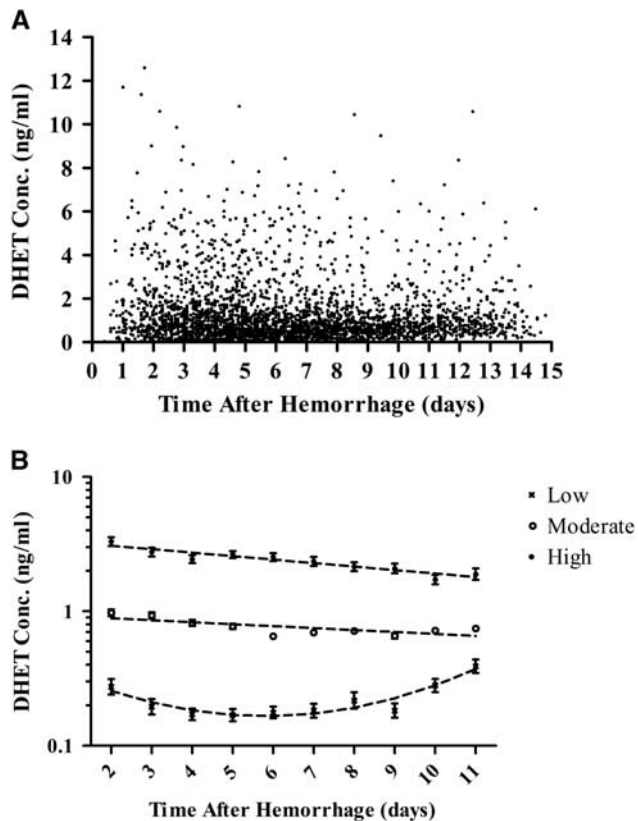 A
14
12
10
8
6
4
2
0
DHET Conc. (ng/ml)
0 1 2 3 4 5 6 7 8 9 10 11 12 13 14 15
Time After Hemorrhage (days)
B
10
1
0.1
DHET Conc. (ng/ml)
Low
Moderate
High
2 3 4 5 6 7 8 9 10 11
Time After Hemorrhage (days)